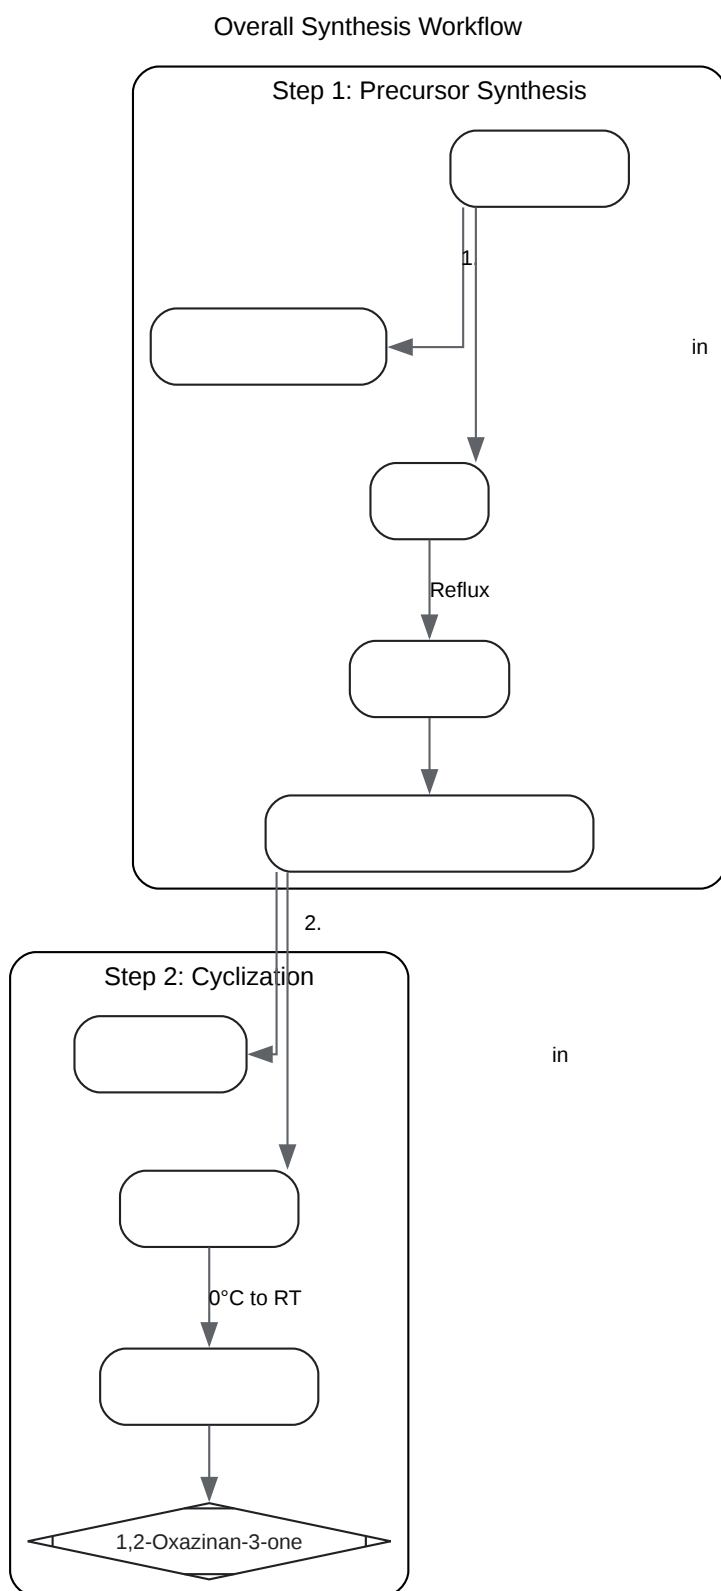 Overall Synthesis Workflow
Step 1: Precursor Synthesis
1.
in
Reflux
2.
Step 2: Cyclization
in
0°C to RT
1,2-Oxazinan-3-one